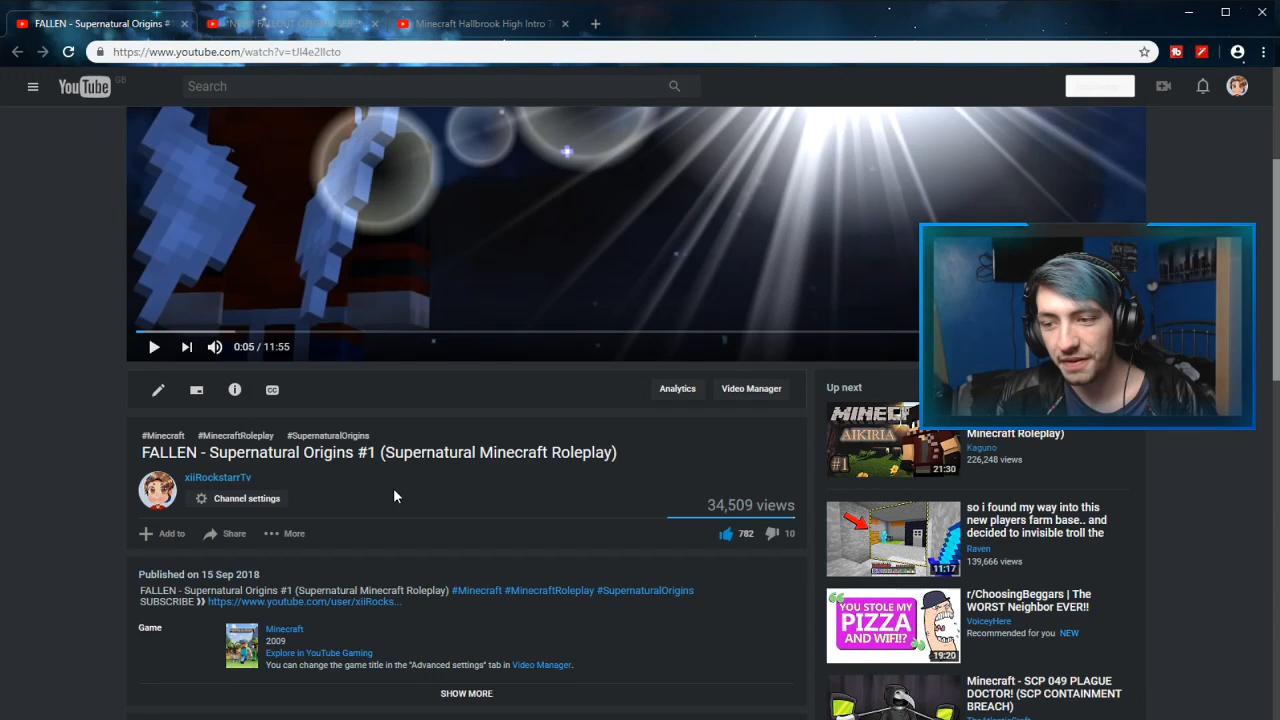 FALLEN - Supernatural Origins #1
Minecraft Hallbrook High Intro T
https://www.youtube.com/watch?v=tJl4e2IIcto
YouTube GB
Search
0:05 / 11:55
Analytics
Video Manager
Up next
#Minecraft #MinecraftRoleplay #SupernaturalOrigins
FALLEN - Supernatural Origins #1 (Supernatural Minecraft Roleplay)
xiiRockstarrTv
Channel settings
34,509 views
Add to
Share
More
782
10
Published on 15 Sep 2018
FALLEN - Supernatural Origins #1 (Supernatural Minecraft Roleplay) #Minecraft #MinecraftRoleplay #SupernaturalOrigins
SUBSCRIBE ⸩⸩ https://www.youtube.com/user/xiiRocks...
Game
Minecraft
2009
Explore in YouTube Gaming
You can change the game title in the "Advanced settings" tab in Video Manager.
SHOW MORE
AIKIRIA
#1
21:30
Minecraft Roleplay)
Kaguno
226,248 views
11:17
so i found my way into this
new players farm base.. and
decided to invisible troll the
Raven
139,666 views
YOU STOLE MY
PIZZA
AND WIFI!?
19:20
r/ChoosingBeggars | The
WORST Neighbor EVER!!
VoiceyHere
Recommended for you NEW
Minecraft - SCP 049 PLAGUE
DOCTOR! (SCP CONTAINMENT
BREACH)